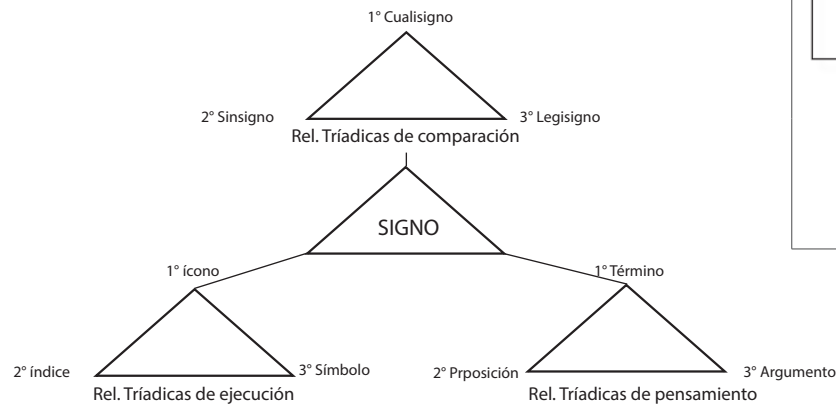 1° Cualisigno
2° Sinsigno
3° Legisigno
Rel. Tríadicas de comparación
SIGNO
1° ícono
1° Término
2° índice
3° Símbolo
2° Prposición
3° Argumento
Rel. Tríadicas de ejecución
Rel. Tríadicas de pensamiento